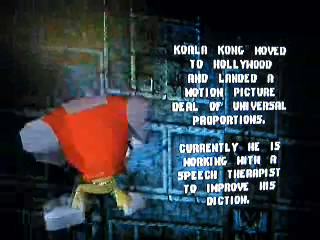 KOALA KONG MOVED
TO HOLLYWOOD
AND LANDED A
MOTION PICTURE
DEAL OF UNIVERSAL
PROPORTIONS.
CURRENTLY HE IS
WORKING WITH A
SPEECH THERAPIST
TO IMPROVE HIS
DICTION.